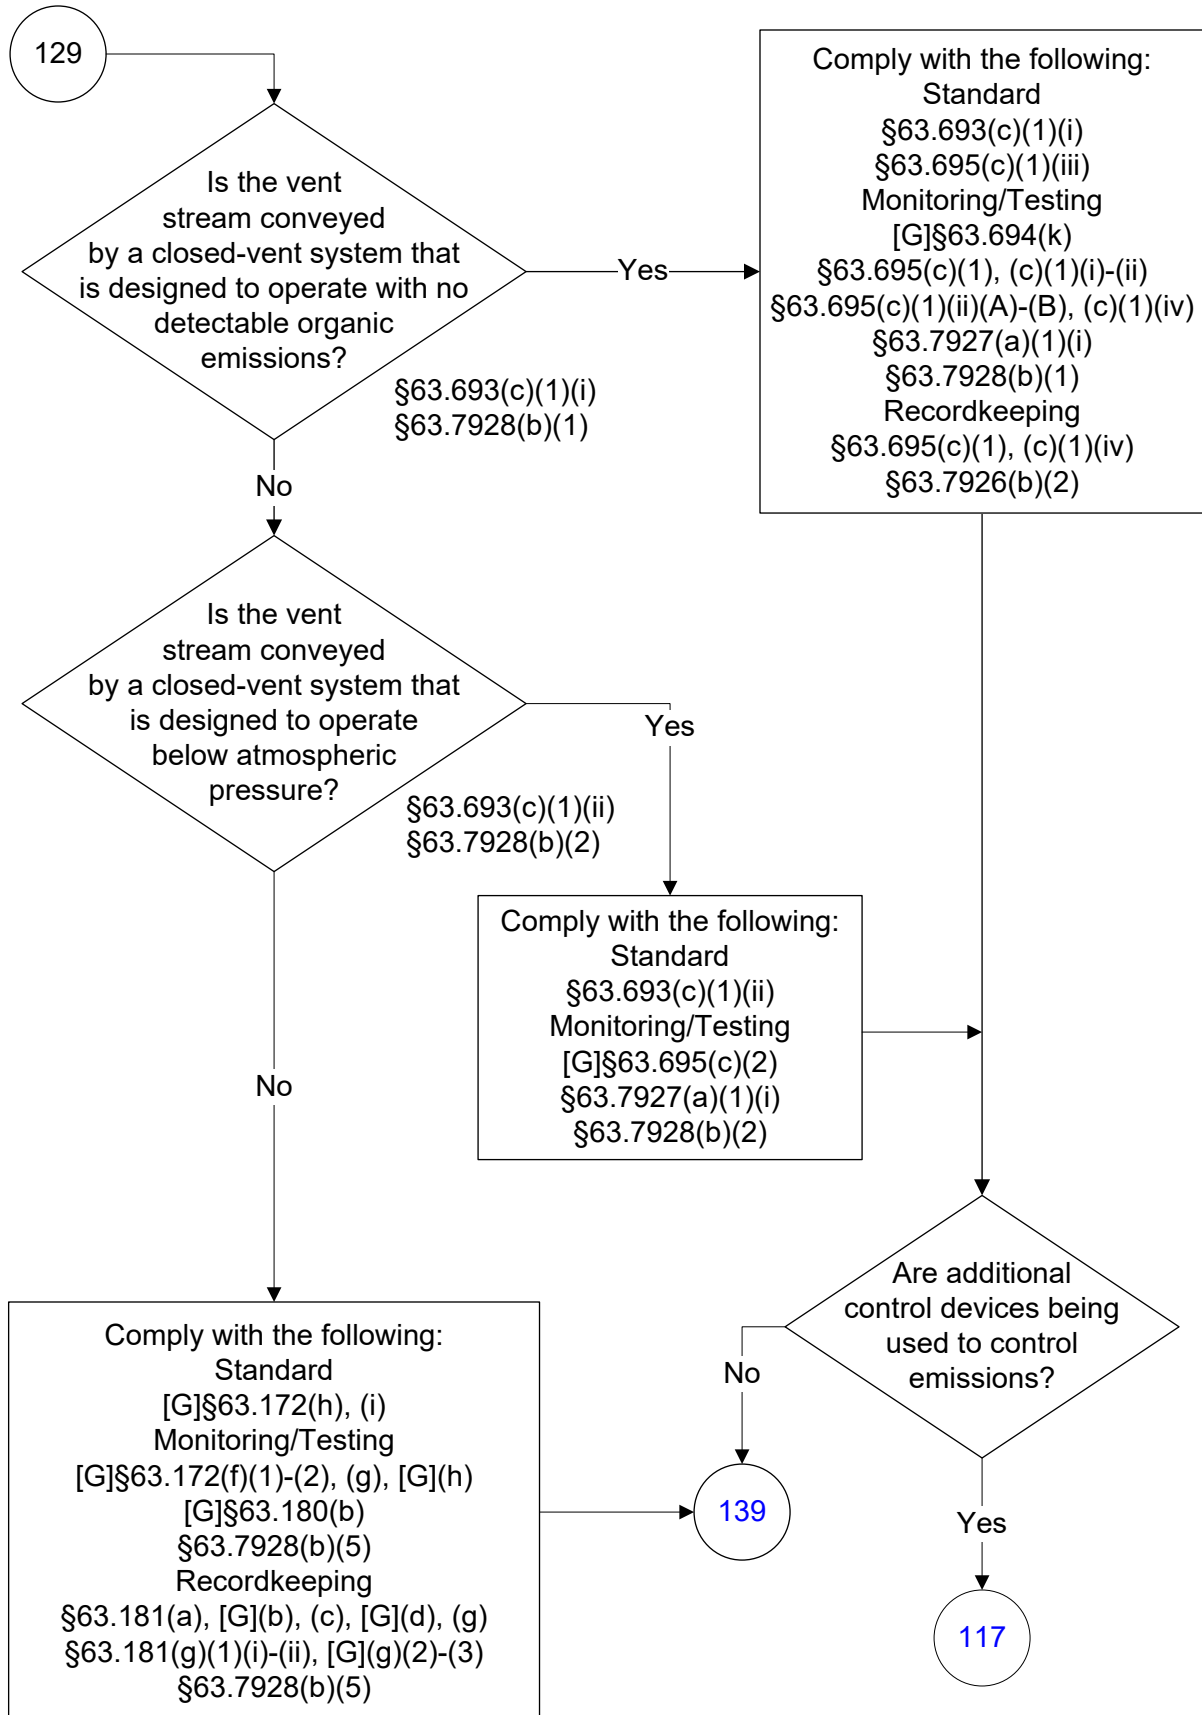 129
Is the vent
stream conveyed
by a closed-vent system that
is designed to operate with no
detectable organic
emissions?
§63.693(c)(1)(i)
§63.7928(b)(1)
Yes
Comply with the following:
Standard
§63.693(c)(1)(i)
§63.695(c)(1)(iii)
Monitoring/Testing
[G]§63.694(k)
§63.695(c)(1), (c)(1)(i)-(ii)
§63.695(c)(1)(ii)(A)-(B), (c)(1)(iv)
§63.7927(a)(1)(i)
§63.7928(b)(1)
Recordkeeping
§63.695(c)(1), (c)(1)(iv)
§63.7926(b)(2)
No
Is the vent
stream conveyed
by a closed-vent system that
is designed to operate
below atmospheric
pressure?
§63.693(c)(1)(ii)
§63.7928(b)(2)
Yes
Comply with the following:
Standard
§63.693(c)(1)(ii)
Monitoring/Testing
[G]§63.695(c)(2)
§63.7927(a)(1)(i)
§63.7928(b)(2)
No
Comply with the following:
Standard
[G]§63.172(h), (i)
Monitoring/Testing
[G]§63.172(f)(1)-(2), (g), [G](h)
[G]§63.180(b)
§63.7928(b)(5)
Recordkeeping
§63.181(a), [G](b), (c), [G](d), (g)
§63.181(g)(1)(i)-(ii), [G](g)(2)-(3)
§63.7928(b)(5)
Are additional
control devices being
used to control
emissions?
No
139
Yes
117